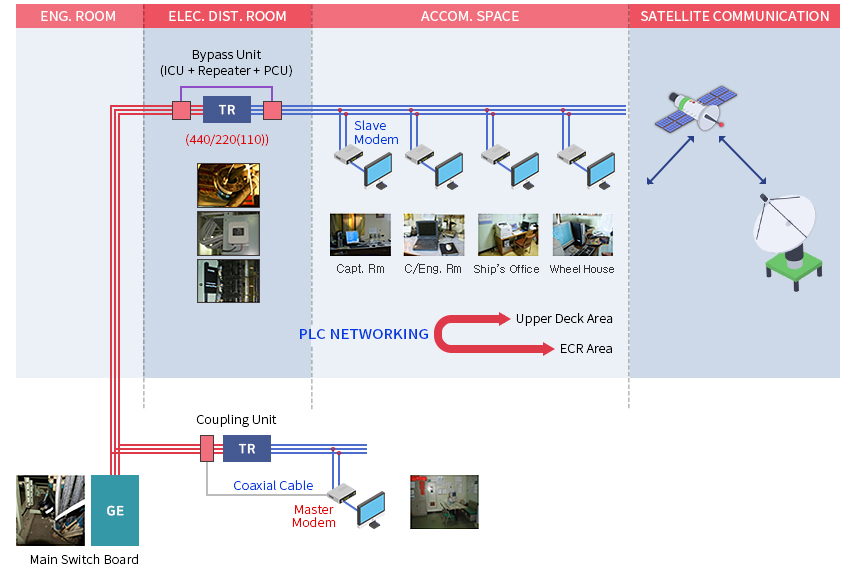 ENG. ROOM
ELEC. DIST. ROOM
ACCOM. SPACE
SATELLITE COMMUNICATION
Bypass Unit
(ICU + Repeater + PCU)
TR
(440/220(110))
Slave
Modem
Capt. Rm
C/Eng. Rm
Ship's Office
Wheel House
PLC NETWORKING
Upper Deck Area
ECR Area
Coupling Unit
TR
Coaxial Cable
Master
Modem
GE
Main Switch Board